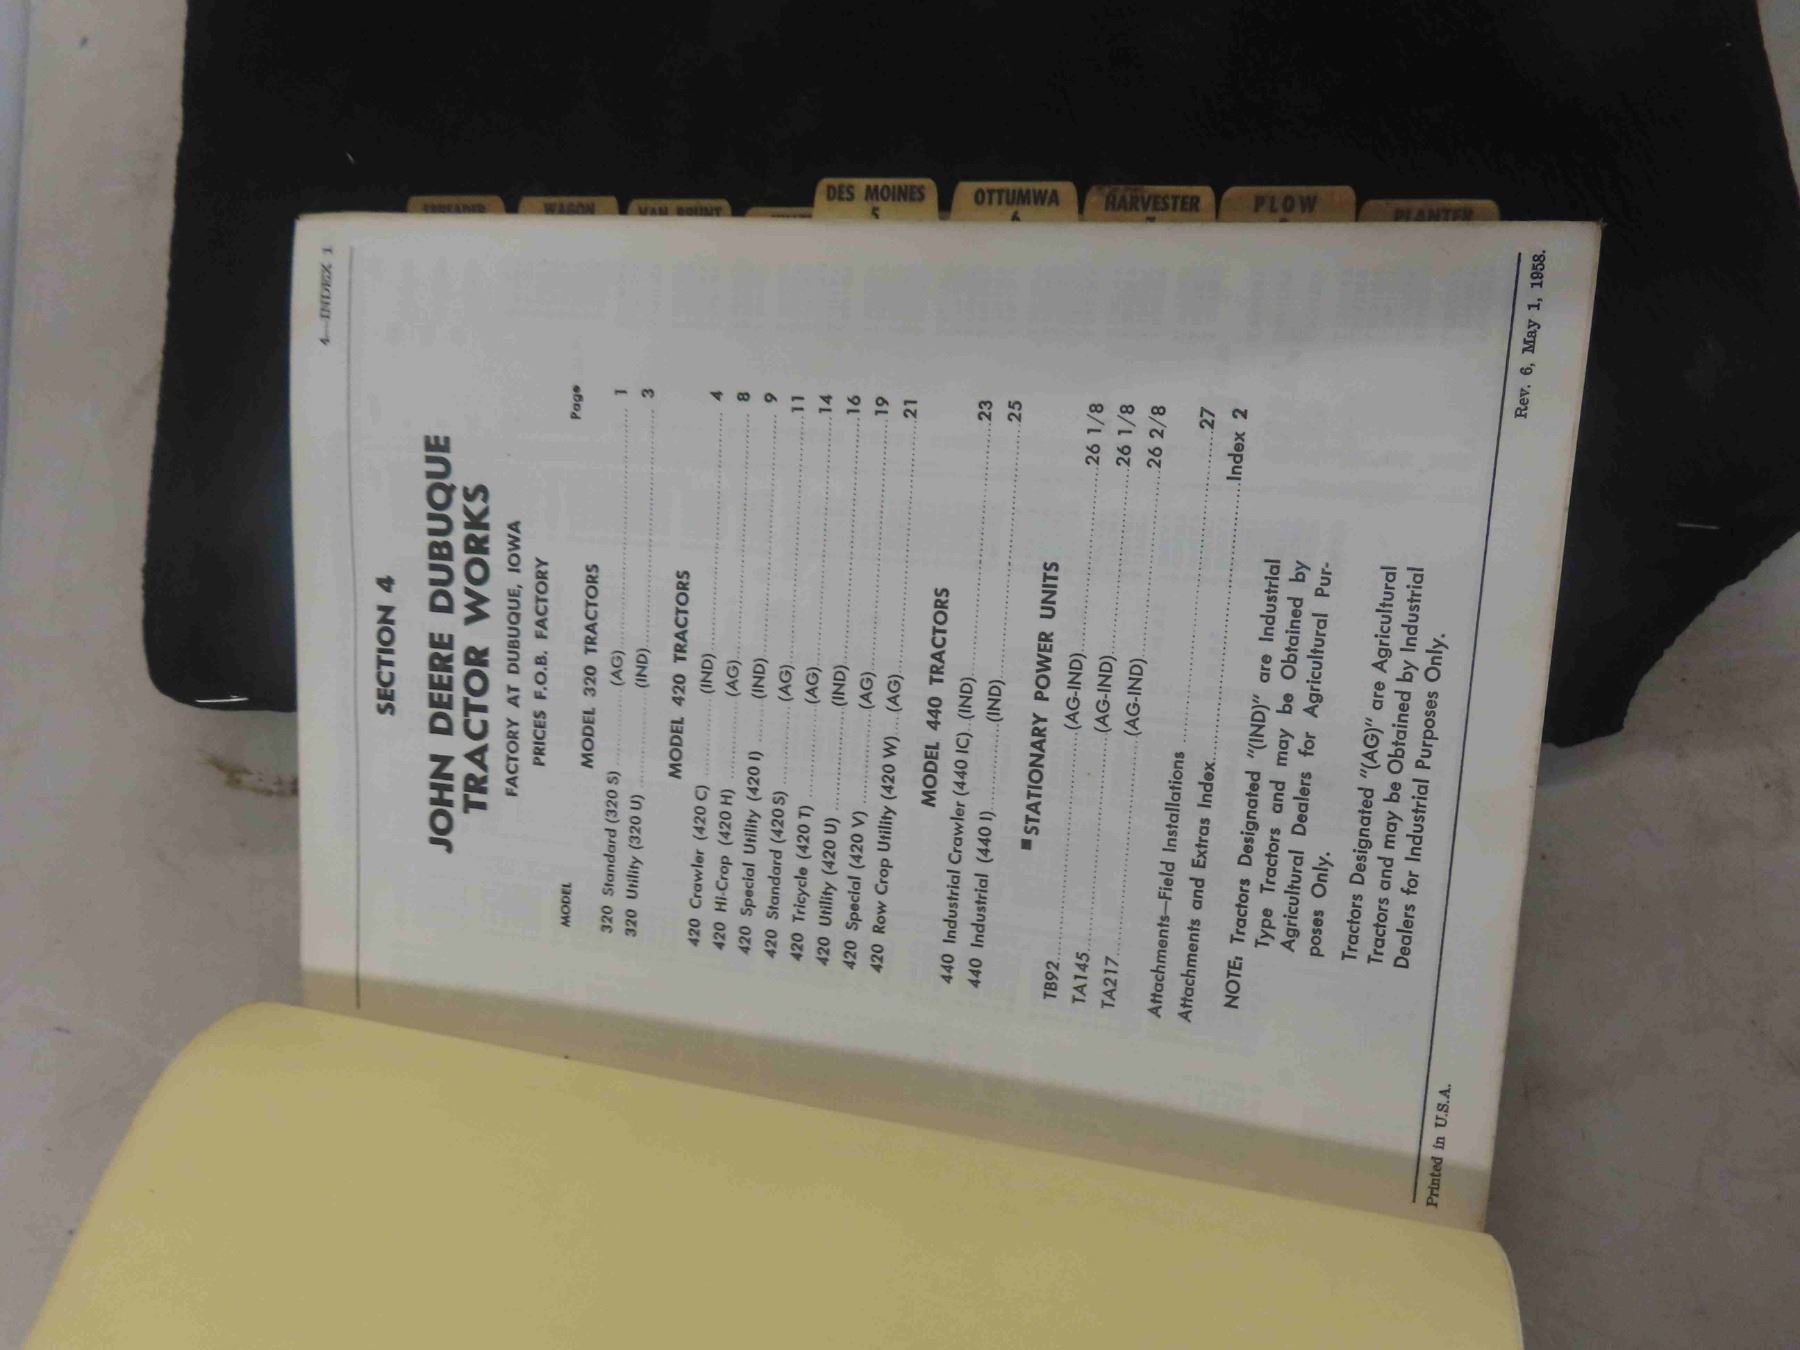 SPREADER
WAGON
VAN BRUNT
DES MOINES
5
OTTUMWA
6
HARVESTER
PLOW
PLANTER
4—INDEX 1
SECTION 4
JOHN DEERE DUBUQUE
TRACTOR WORKS
FACTORY AT DUBUQUE, IOWA
PRICES F.O.B. FACTORY
MODEL Page
MODEL 320 TRACTORS
320 Standard (320 S)..........(AG)..........1
320 Utility (320 U)..........(IND)..........3
MODEL 420 TRACTORS
420 Crawler (420 C)..........(IND)..........4
420 Hi-Crop (420 H)..........(AG)..........8
420 Special Utility (420 I)..........(IND)..........9
420 Standard (420 S)..........(AG)..........11
420 Tricycle (420 T)..........(AG)..........14
420 Utility (420 U)..........(IND)..........16
420 Special (420 V)..........(AG)..........19
420 Row Crop Utility (420 W)....(AG)..........21
MODEL 440 TRACTORS
440 Industrial Crawler (440 IC)..(IND)..........23
440 Industrial (440 I)..........(IND)..........25
■STATIONARY POWER UNITS
TB92..........(AG-IND)..........26 1/8
TA145..........(AG-IND)..........26 1/8
TA217..........(AG-IND)..........26 2/8
Attachments—Field Installations ..........27
Attachments and Extras Index..........Index 2
NOTE: Tractors Designated "(IND)" are Industrial
Type Tractors and may be Obtained by
Agricultural Dealers for Agricultural Pur-
poses Only.
Tractors Designated "(AG)" are Agricultural
Tractors and may be Obtained by Industrial
Dealers for Industrial Purposes Only.
Printed in U.S.A. Rev. 6, May 1, 1958.